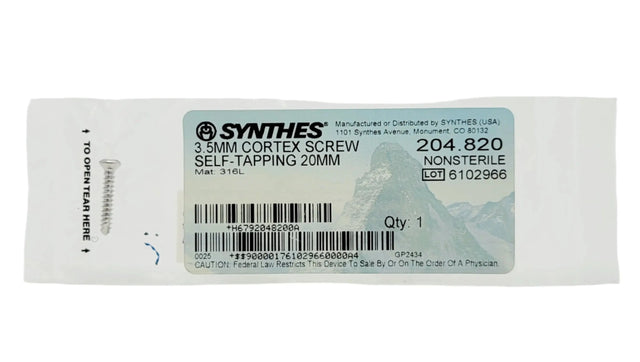 TO OPEN TEAR HERE
SYNTHES®
Manufactured or Distributed by SYNTHES (USA)
1101 Synthes Avenue, Monument, CO 80132
3.5MM CORTEX SCREW
SELF-TAPPING 20MM
Mat: 316L
204.820
NONSTERILE
LOT 6102966
Qty: 1
*H6792048200A
0025
*$$9000017610296600000A4
GP2434
CAUTION: Federal Law Restricts This Device To Sale By Or On The Order Of A Physician.